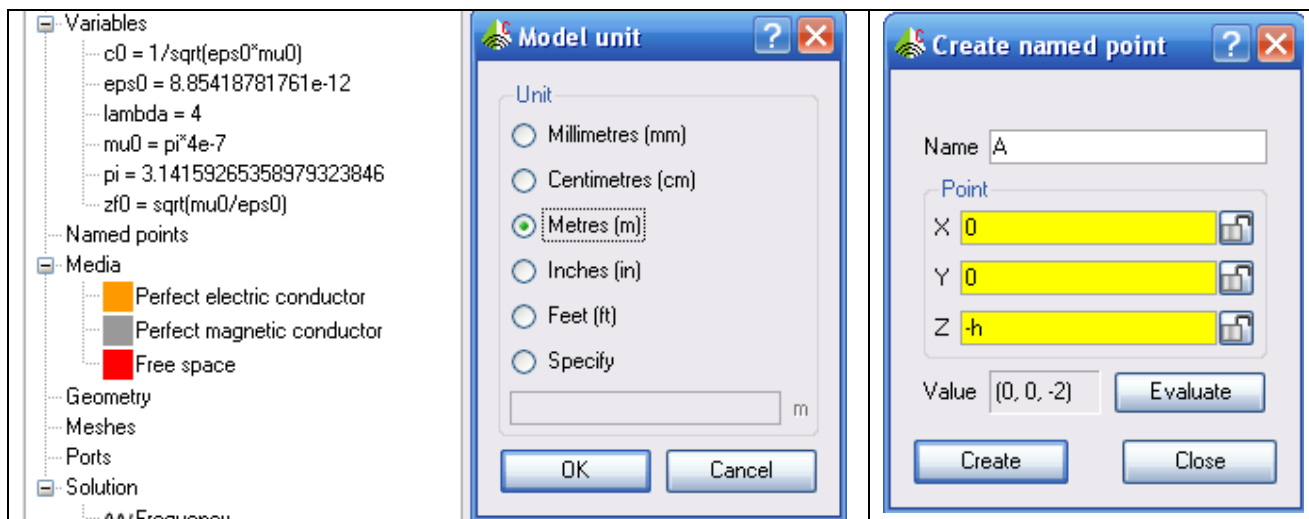 Variables
c0 = 1/sqrt(eps0*mu0)
eps0 = 8.85418781761e-12
lambda = 4
mu0 = pi*4e-7
pi = 3.14159265358979323846
zf0 = sqrt(mu0/eps0)
Named points
Media
Perfect electric conductor
Perfect magnetic conductor
Free space
Geometry
Meshes
Ports
Solution
Frequency
Model unit
Unit
Millimetres (mm)
Centimetres (cm)
Metres (m)
Inches (in)
Feet (ft)
Specify
m
OK Cancel
Create named point
Name A
Point
X 0
Y 0
Z -h
Value (0, 0, -2) Evaluate
Create Close